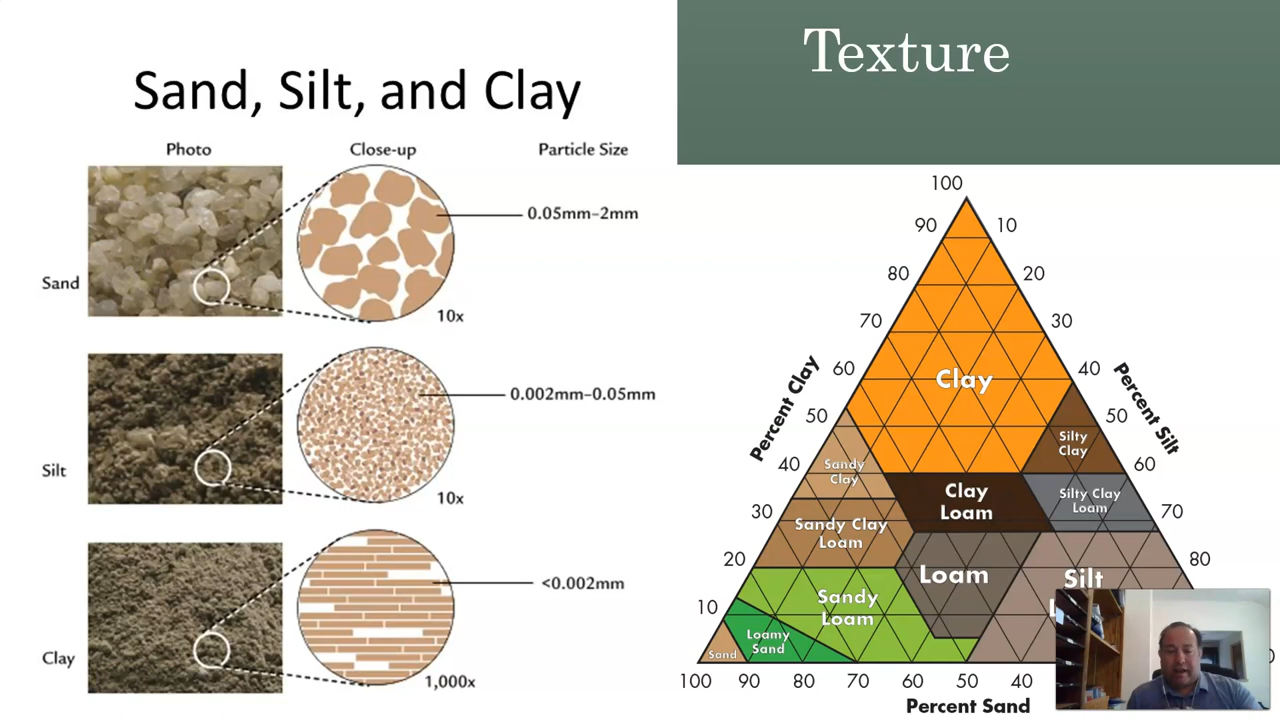 Sand, Silt, and Clay
Photo
Close-up
Particle Size
Sand
0.05mm–2mm
10x
Silt
0.002mm–0.05mm
10x
Clay
<0.002mm
1,000x
Texture
100
90
10
80
20
70
30
60
40
50
50
40
60
30
70
20
80
10
Percent Clay
Percent Silt
Clay
Silty
Clay
Sandy
Clay
Clay
Loam
Silty Clay
Loam
Sandy Clay
Loam
Loam
Silt
Sandy
Loam
Loamy
Sand
Sand
100 90 80 70 60 50 40
Percent Sand